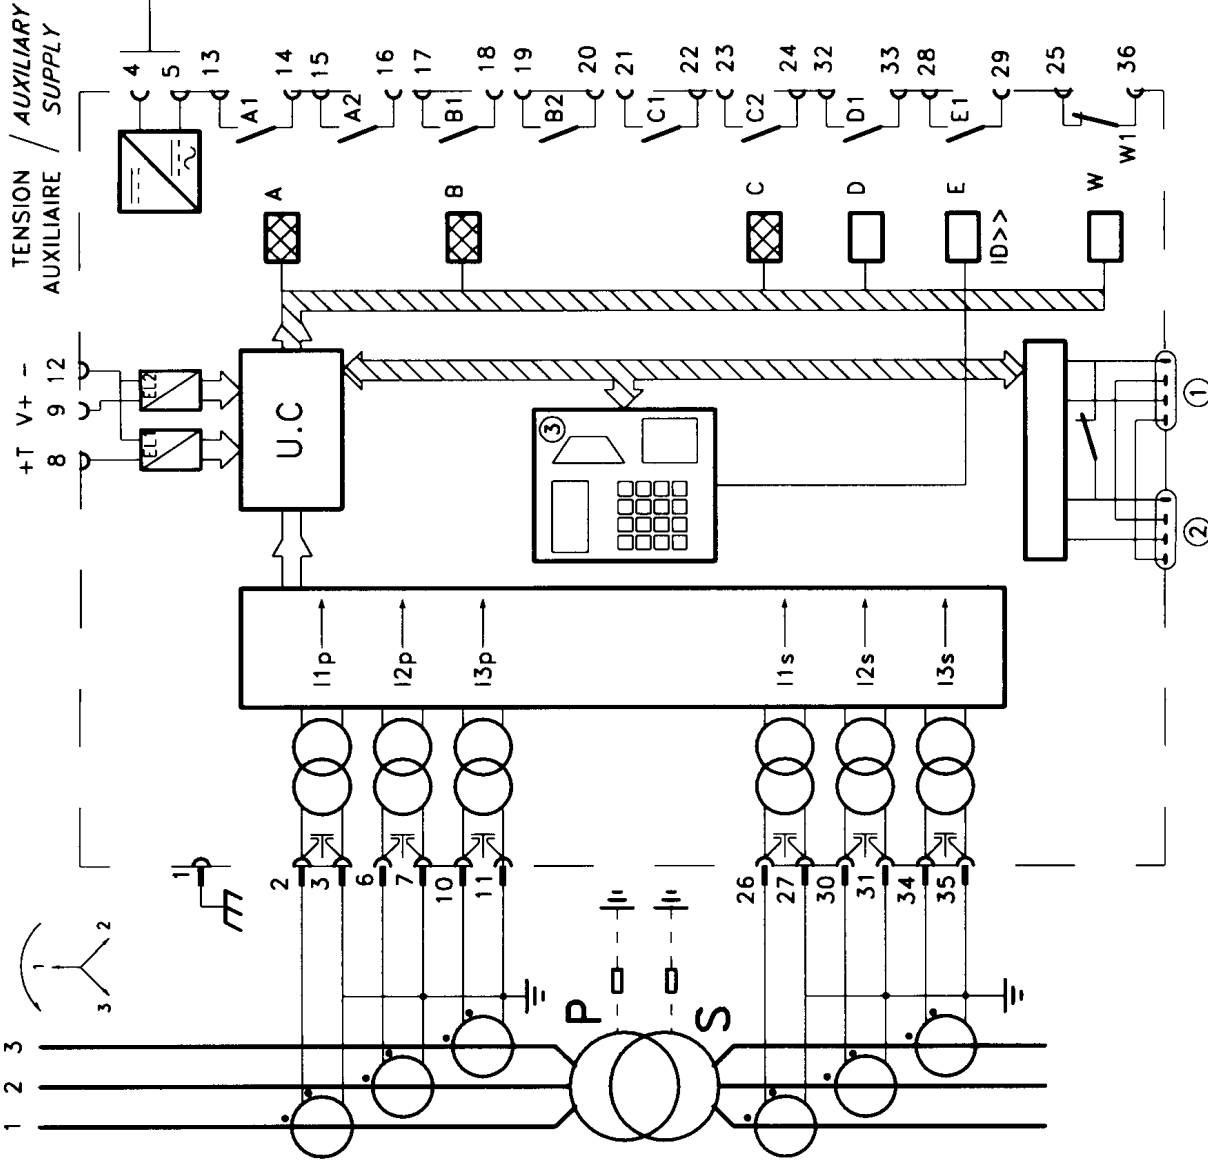 TENSION / AUXILIARY
AUXILIAIRE / SUPPLY
4
5
13
14
15
16
17
18
19
20
21
22
23
24
32
33
28
29
25
36
A1
A2
B1
B2
C1
C2
D1
E1
W1
A
B
C
D
E
ID>>
W
+T V+ -
8 9 12
EL1
EL2
U.C
3
1
2
I1p
I2p
I3p
I1s
I2s
I3s
1
2
3
6
7
10
11
26
27
30
31
34
35
1
2
3
P
S
1 2 3